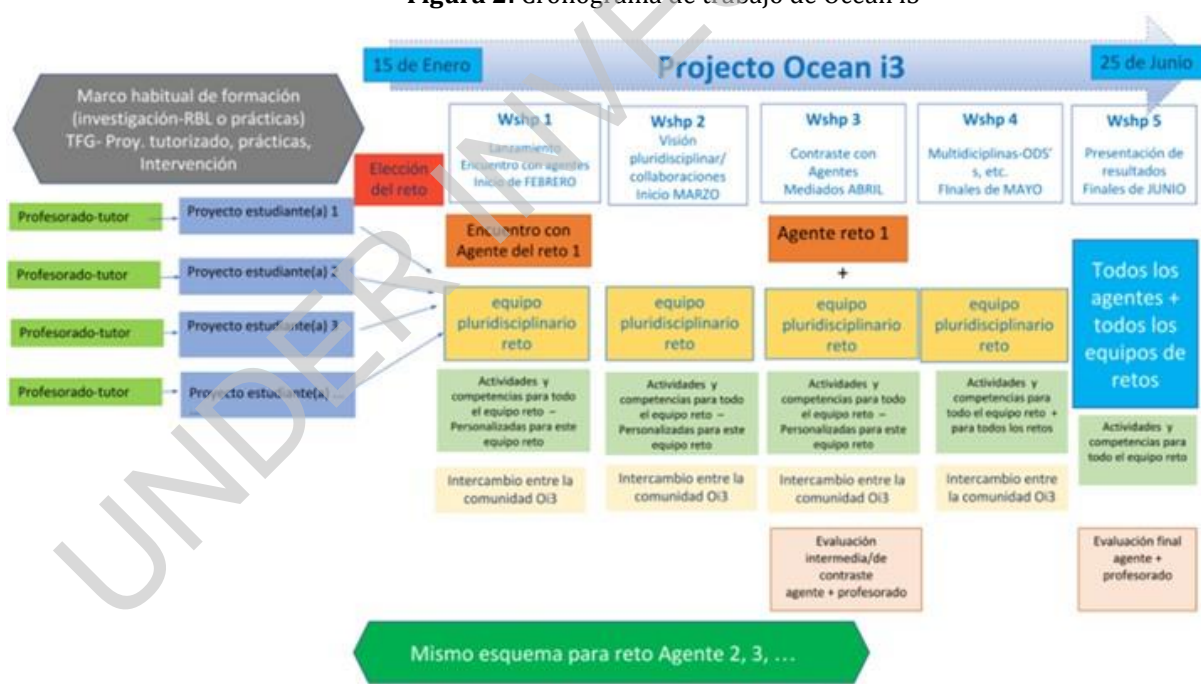 Figura 2. Cronograma de trabajo de Ocean i3
15 de Enero
Projecto Ocean i3
25 de Junio
Marco habitual de formación
(investigación-RBL o prácticas)
TFG- Proy. tutorizado, prácticas,
Intervención
Elección
del reto
Wshp 1
Lanzamiento
Encuentro con agentes
Inicio de FEBRERO
Wshp 2
Visión
pluridisciplinar/
colaboraciones
Inicio MARZO
Wshp 3
Contraste con
Agentes
Mediados ABRIL
Wshp 4
Multidiciplinas-ODS'
s, etc.
FInales de MAYO
Wshp 5
Presentación de
resultados
Finales de JUNIO
Profesorado-tutor
Proyecto estudiante(a) 1
Profesorado-tutor
Proyecto estudiante(a) 2
Profesorado-tutor
Proyecto estudiante(a) 3
Profesorado-tutor
Proyecto estudiante(a) ...
...
Encuentro con
Agente del reto 1
Agente reto 1
+
equipo
pluridisciplinario
reto
equipo
pluridisciplinario
reto
equipo
pluridisciplinario
reto
equipo
pluridisciplinario
reto
Todos los
agentes +
todos los
equipos de
retos
Actividades y
competencias para todo
el equipo reto –
Personalizadas para este
equipo reto
Actividades y
competencias para todo
el equipo reto –
Personalizadas para este
equipo reto
Actividades y
competencias para todo
el equipo reto –
Personalizadas para este
equipo reto
Actividades y
competencias para
todo el equipo reto +
para todos los retos
Actividades y
competencias para
todo el equipo reto
Intercambio entre la
comunidad Oi3
Intercambio entre la
comunidad Oi3
Intercambio entre la
comunidad Oi3
Intercambio entre
la comunidad Oi3
Evaluación
intermedia/de
contraste
agente + profesorado
Evaluación final
agente +
profesorado
Mismo esquema para reto Agente 2, 3, ...
UNDER INVES